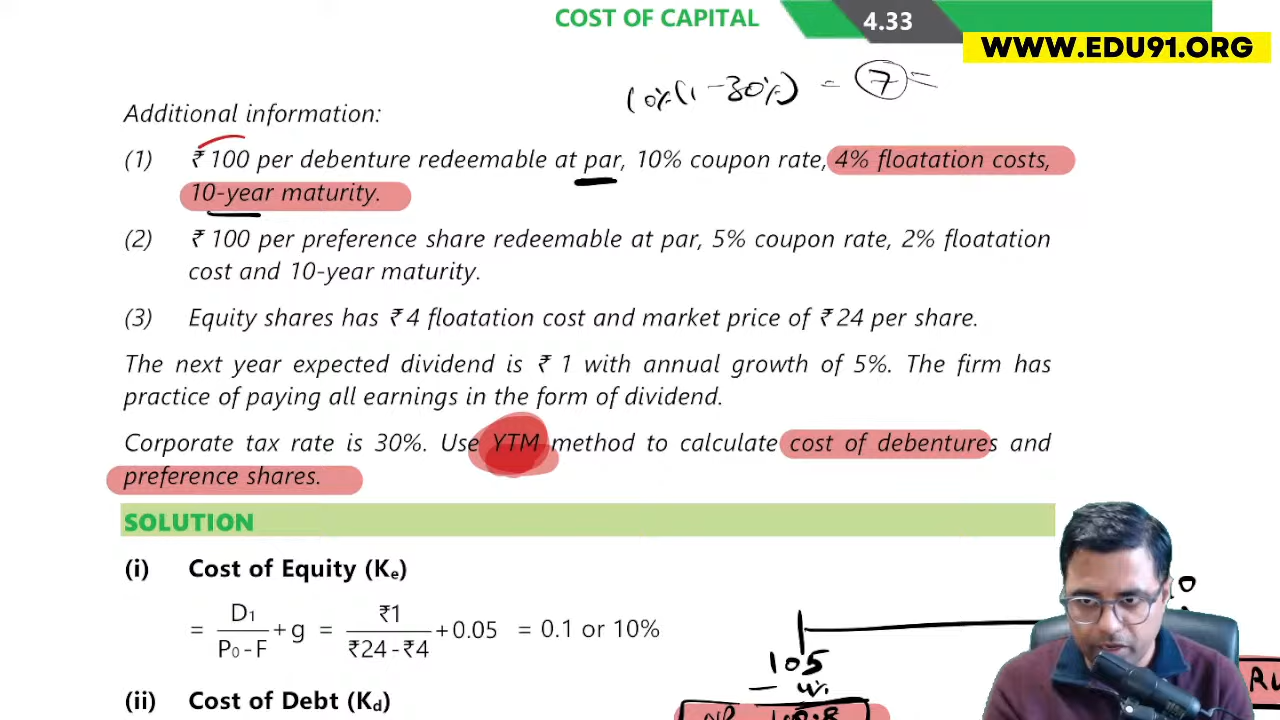 COST OF CAPITAL 4.33
WWW.EDU91.ORG
10%(1-30%) = 7 =
Additional information:
(1) ₹ 100 per debenture redeemable at par, 10% coupon rate, 4% floatation costs,
10-year maturity.
(2) ₹ 100 per preference share redeemable at par, 5% coupon rate, 2% floatation
cost and 10-year maturity.
(3) Equity shares has ₹ 4 floatation cost and market price of ₹ 24 per share.
The next year expected dividend is ₹ 1 with annual growth of 5%. The firm has
practice of paying all earnings in the form of dividend.
Corporate tax rate is 30%. Use YTM method to calculate cost of debentures and
preference shares.
SOLUTION
(i) Cost of Equity (Kₑ)
= D₁ / P₀ - F + g = ₹1 / ₹24 - ₹4 + 0.05 = 0.1 or 10%
105
(ii) Cost of Debt (K_d)
NP 100.8